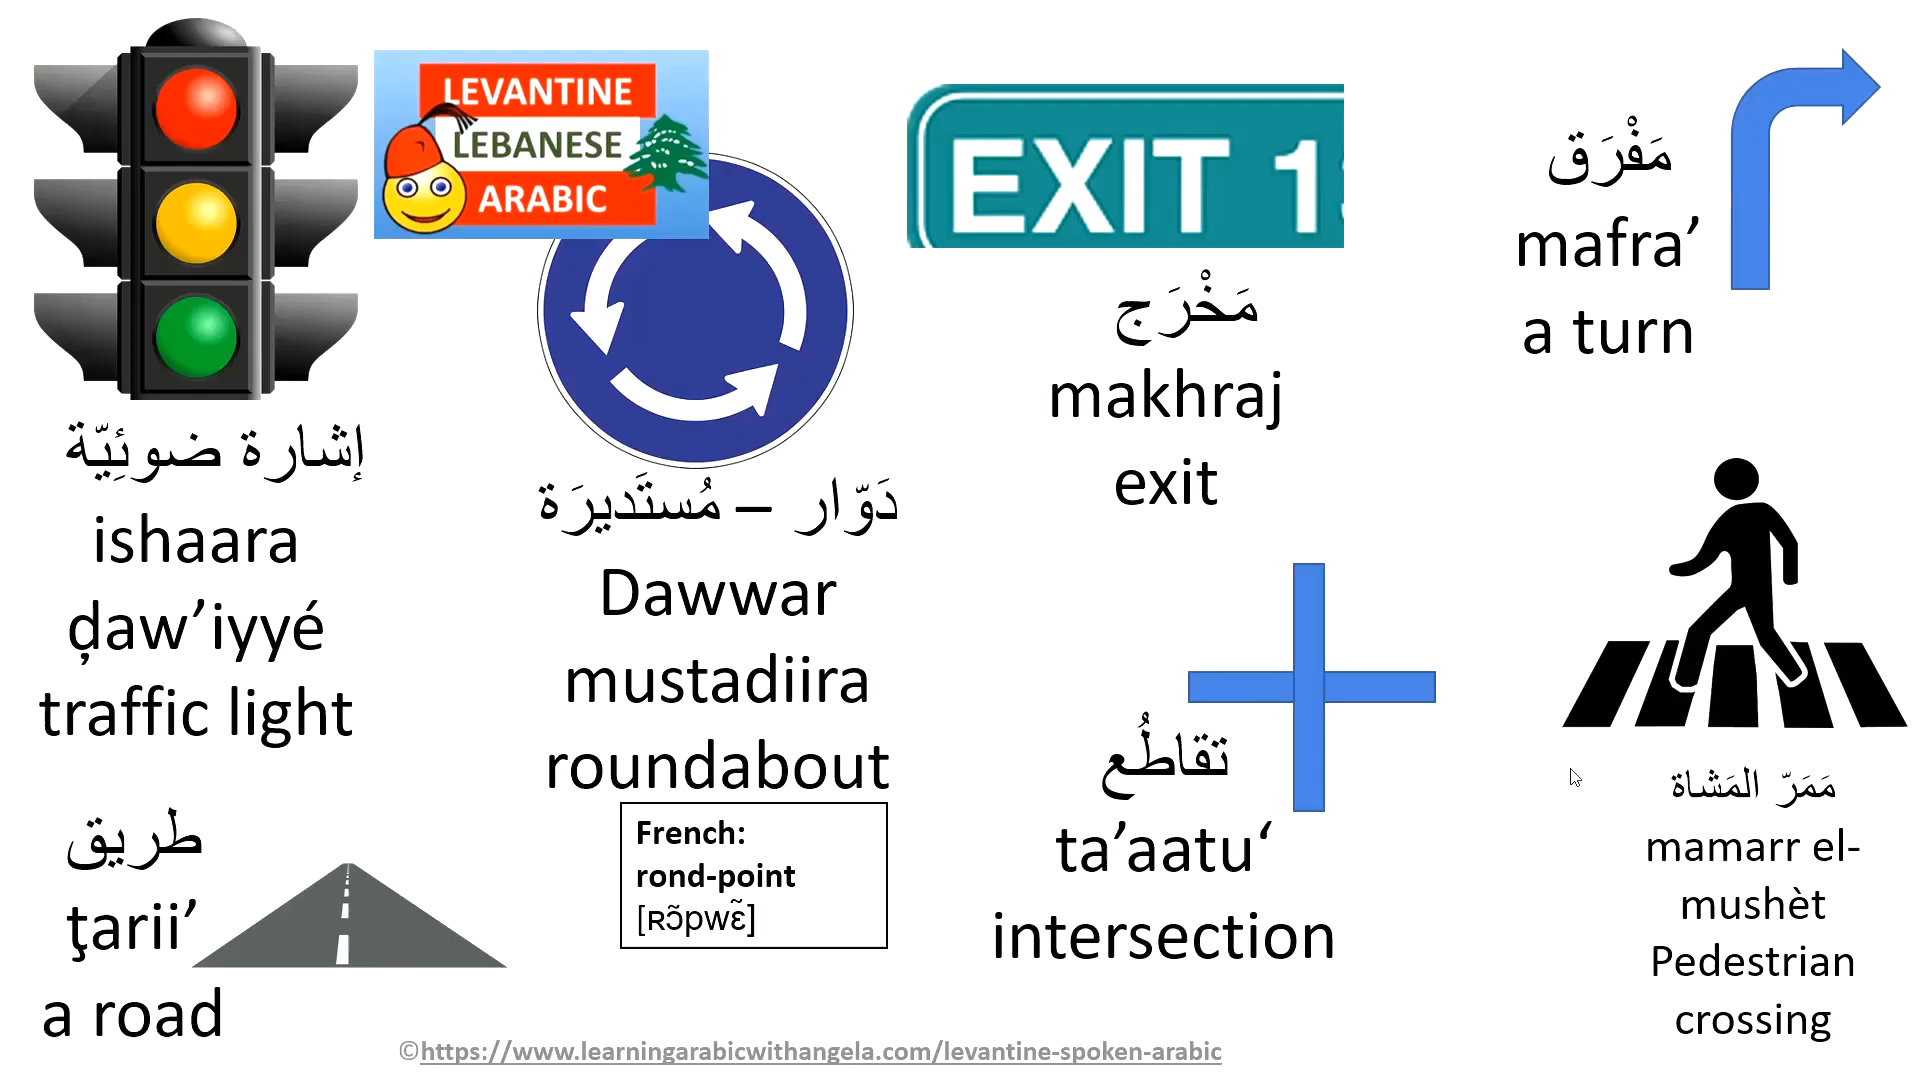 LEVANTINE
LEBANESE
ARABIC
إشارة ضوئِيّة
ishaara
ḍaw’iyyé
traffic light
طريق
ţarii’
a road
دَوّار – مُستَديرَة
Dawwar
mustadiira
roundabout
French:
rond-point
[ʀɔ̃pwɛ̃]
EXIT 1
مَخْرَج
makhraj
exit
تقاطُع
ta’aatu‘
intersection
مَفْرَق
mafra’
a turn
مَمَرّ المَشاة
mamarr el-
mushèt
Pedestrian
crossing
©https://www.learningarabicwithangela.com/levantine-spoken-arabic